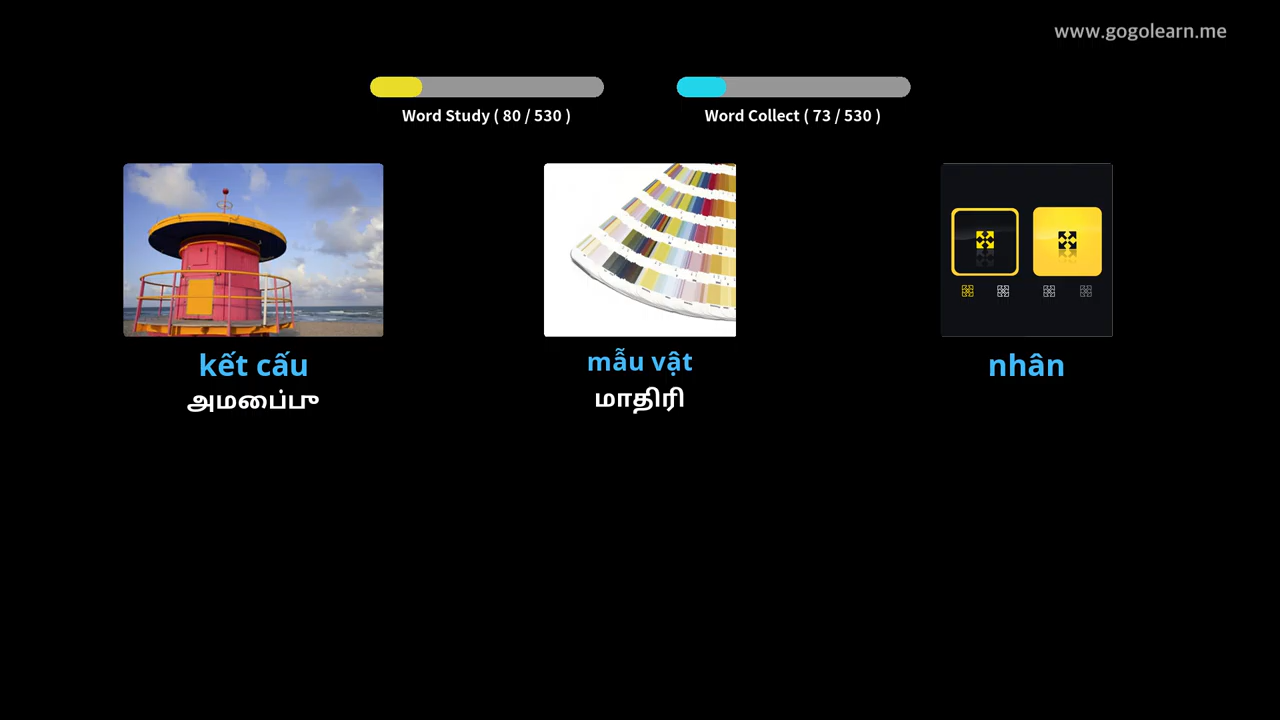 www.gogolearn.me
Word Study ( 80 / 530 )
Word Collect ( 73 / 530 )
kết cấu
அமைப்பு
mẫu vật
மாதிரி
nhân